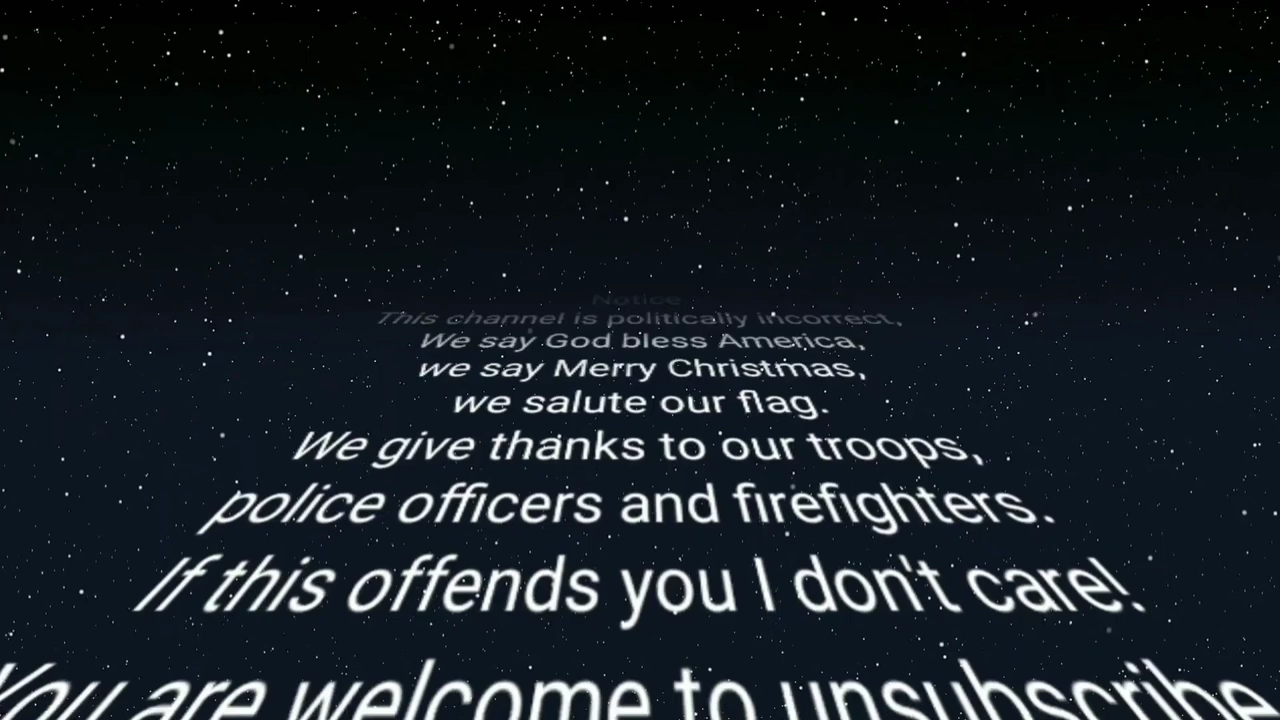 Notice
This channel is politically incorrect,
We say God bless America,
we say Merry Christmas,
we salute our flag.
We give thanks to our troops,
police officers and firefighters.
If this offends you I don't care!
You are welcome to unsubscribe